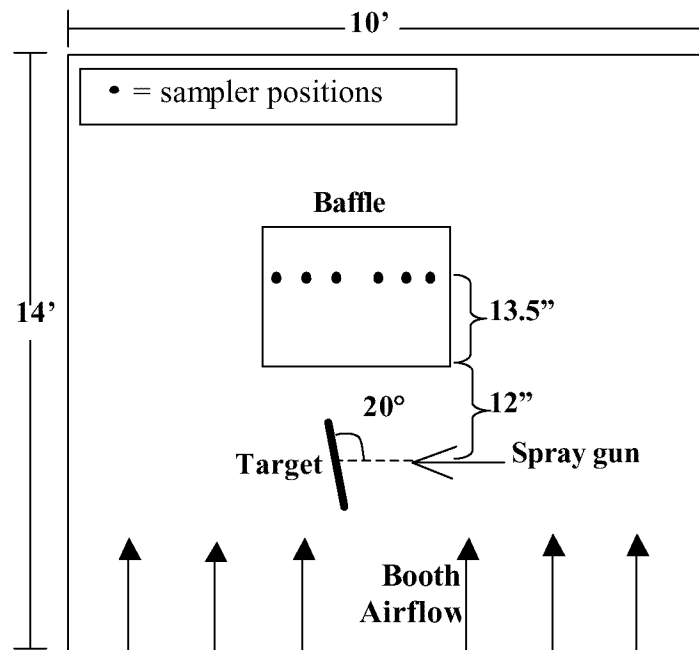 10’
• = sampler positions
Baffle
14’
13.5”
12”
20°
Target
Spray gun
Booth
Airflow